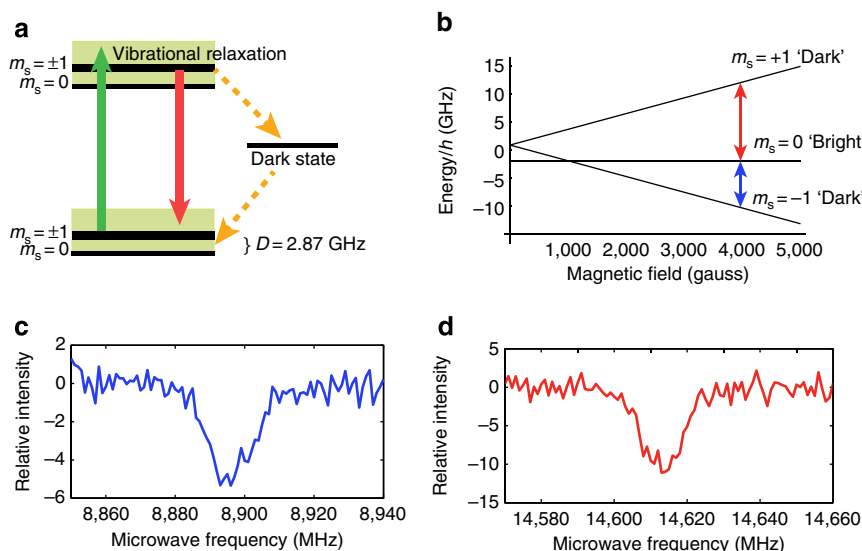 a
Vibrational relaxation
mₛ = ±1
mₛ = 0
Dark state
mₛ = ±1
mₛ = 0
} D = 2.87 GHz
b
Energy/h (GHz)
15
10
5
0
−5
−10
mₛ = +1 ‘Dark’
mₛ = 0 ‘Bright’
mₛ = −1 ‘Dark’
1,000 2,000 3,000 4,000 5,000
Magnetic field (gauss)
c
Relative intensity
2
0
−2
−4
−6
8,860 8,880 8,900 8,920 8,940
Microwave frequency (MHz)
d
Relative intensity
5
0
−5
−10
−15
14,580 14,600 14,620 14,640 14,660
Microwave frequency (MHz)